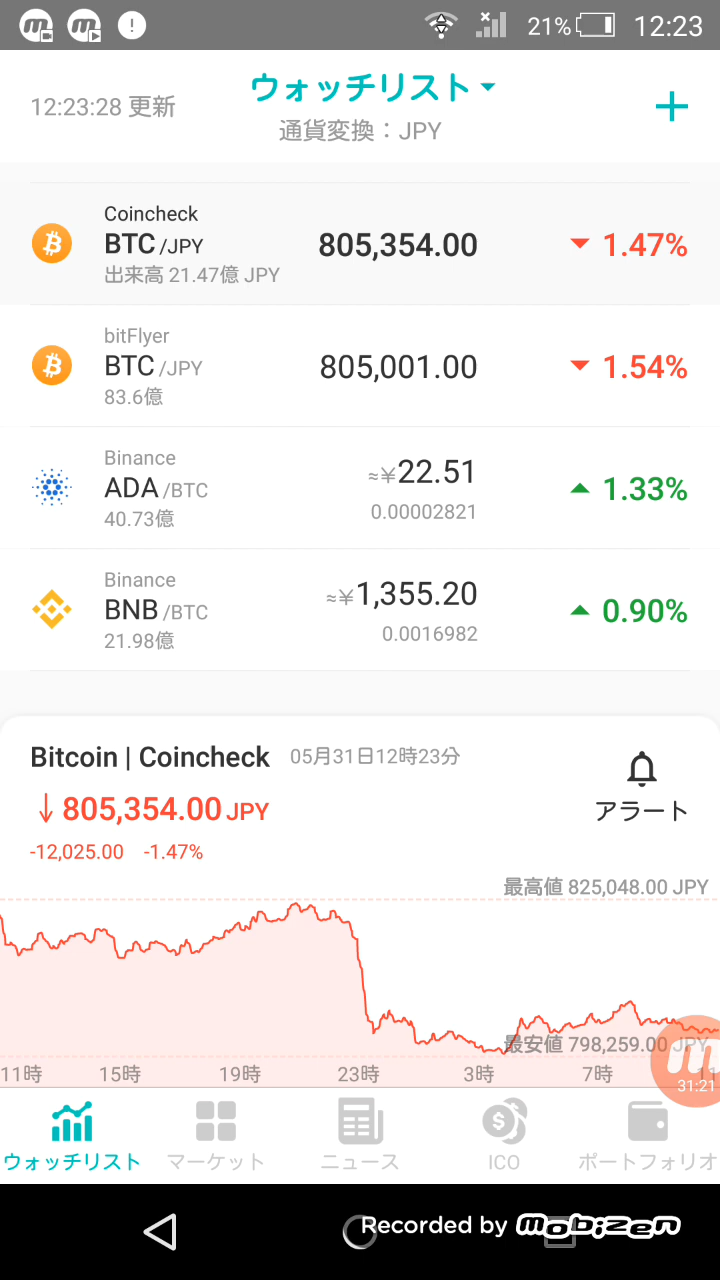 21% 12:23
12:23:28 更新
ウォッチリスト
通貨変換：JPY
Coincheck
BTC /JPY 805,354.00 1.47%
出来高 21.47億 JPY
bitFlyer
BTC /JPY 805,001.00 1.54%
83.6億
Binance
ADA /BTC ≈¥22.51 1.33%
0.00002821
40.73億
Binance
BNB /BTC ≈¥1,355.20 0.90%
0.0016982
21.98億
Bitcoin | Coincheck 05月31日12時23分
↓805,354.00 JPY
アラート
-12,025.00 -1.47%
最高値 825,048.00 JPY
最安値 798,259.00 JPY
11時 15時 19時 23時 3時 7時 11
31:21
ウォッチリスト マーケット ニュース ICO ポートフォリオ
Recorded by mobizen